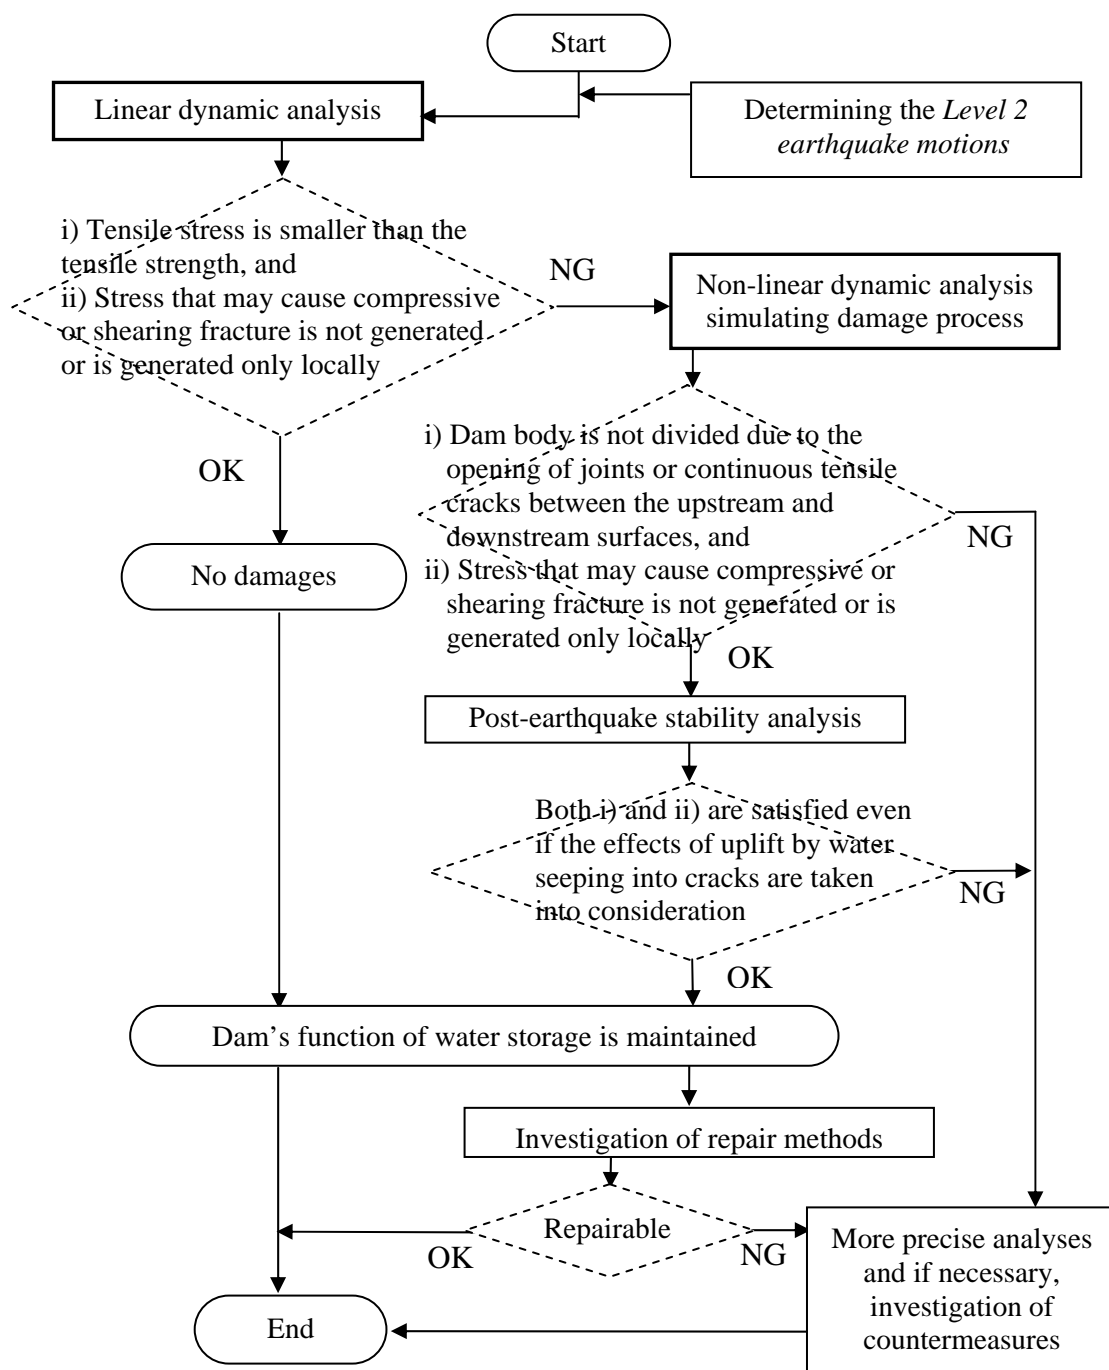 Start
Linear dynamic analysis
Determining the Level 2
earthquake motions
i) Tensile stress is smaller than the
tensile strength, and
ii) Stress that may cause compressive
or shearing fracture is not generated
or is generated only locally
NG
Non-linear dynamic analysis
simulating damage process
OK
i) Dam body is not divided due to the
opening of joints or continuous tensile
cracks between the upstream and
downstream surfaces, and
ii) Stress that may cause compressive or
shearing fracture is not generated or is
generated only locally
NG
No damages
OK
Post-earthquake stability analysis
Both i) and ii) are satisfied even
if the effects of uplift by water
seeping into cracks are taken
into consideration
NG
OK
Dam’s function of water storage is maintained
Investigation of repair methods
Repairable
OK
NG
More precise analyses
and if necessary,
investigation of
countermeasures
End